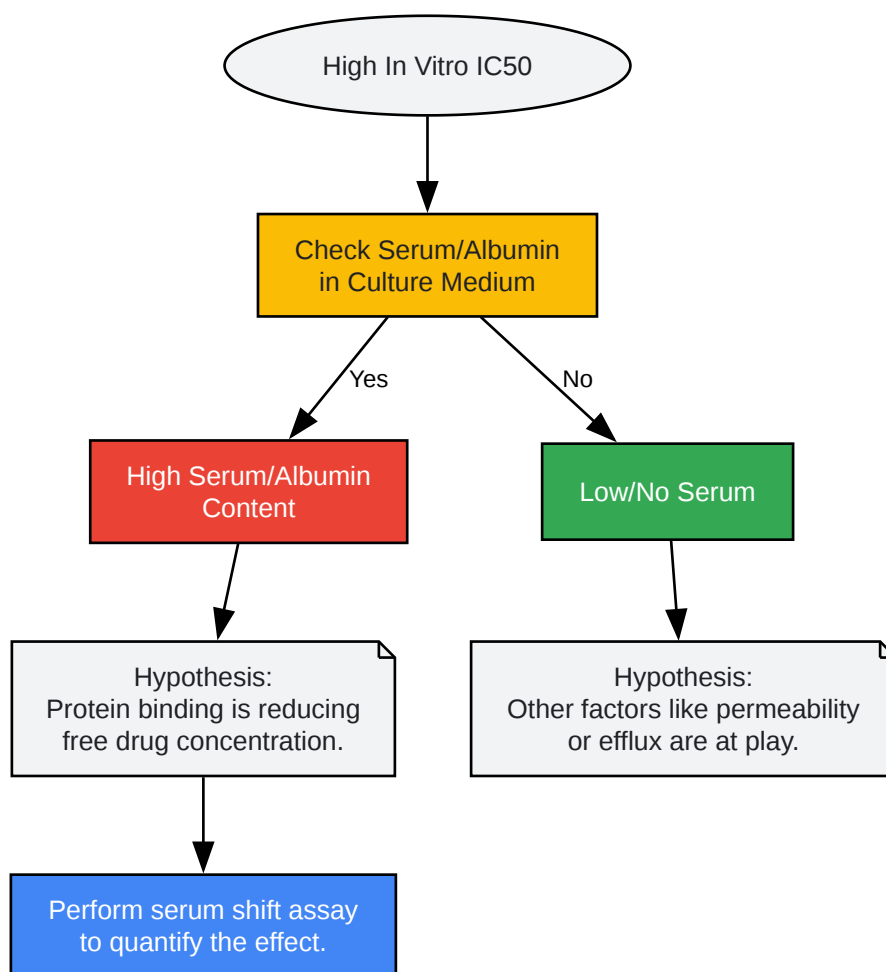 High In Vitro IC50
Check Serum/Albumin
in Culture Medium
Yes
No
High Serum/Albumin
Content
Low/No Serum
Hypothesis:
Protein binding is reducing
free drug concentration.
Hypothesis:
Other factors like permeability
or efflux are at play.
Perform serum shift assay
to quantify the effect.